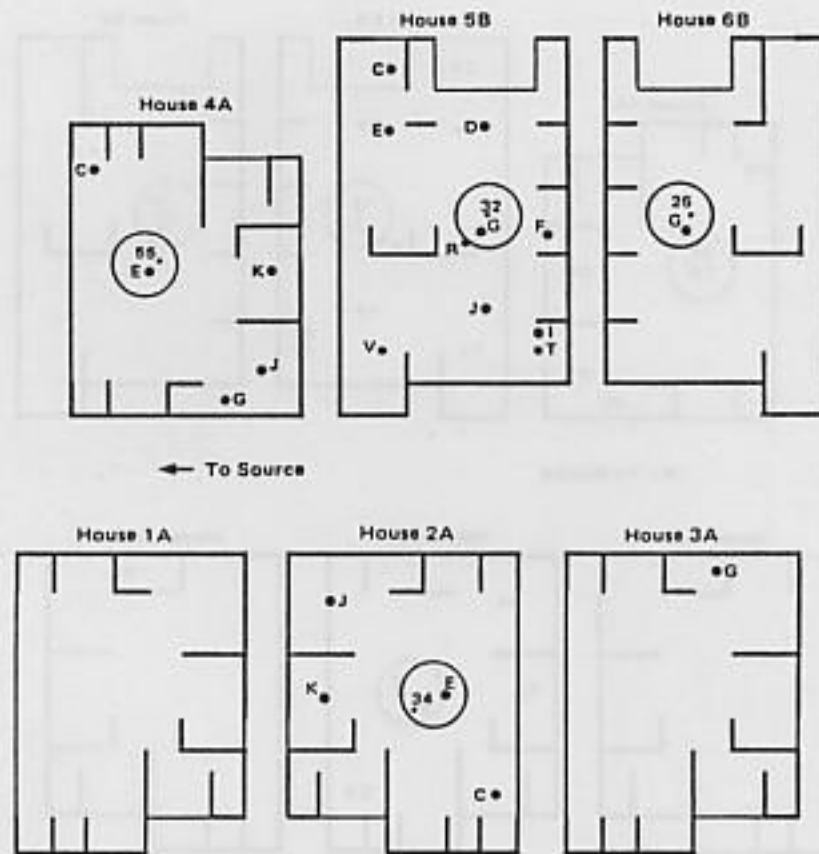 House 5B
House 6B
House 4A
C
E
D
C
32
G
R
F
26
G
55
E
K
J
I
T
V
J
G
← To Source
House 1A
House 2A
House 3A
J
G
K
34
E
C